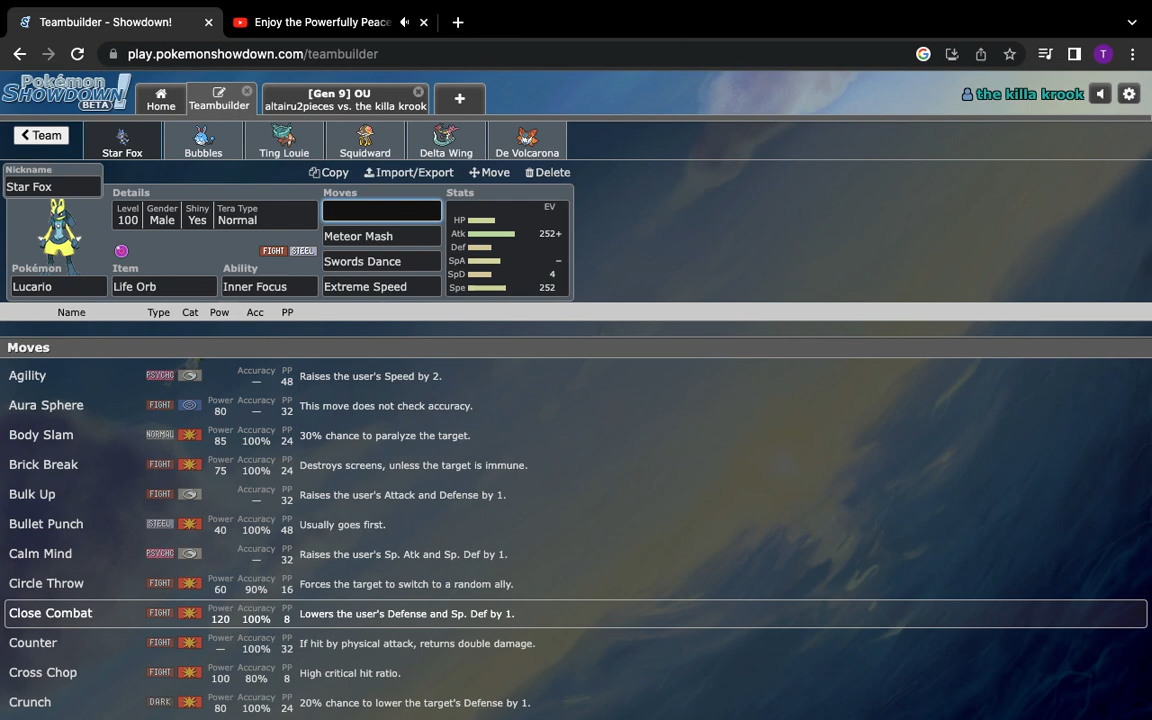 Teambuilder - Showdown! Enjoy the Powerfully Peace
play.pokemonshowdown.com/teambuilder T
Pokémon
SHOWDOWN!
BETA
Home
Teambuilder
[Gen 9] OU
altairu2pieces vs. the killa krook
+
the killa krook
Team
Star Fox Bubbles Ting Louie Squidward Delta Wing De Volcarona
Copy Import/Export Move Delete
Nickname
Star Fox
Details Moves Stats
Level Gender Shiny Tera Type EV
100 Male Yes Normal
HP
Atk 252+
Def
SpA –
SpD 4
Spe 252
Meteor Mash
Swords Dance
Extreme Speed
FIGHT STEEL
Pokémon Item Ability
Lucario Life Orb Inner Focus
Name Type Cat Pow Acc PP
Moves
Agility PSYCHC Accuracy — PP 48 Raises the user's Speed by 2.
Aura Sphere FIGHT Power 80 Accuracy — PP 32 This move does not check accuracy.
Body Slam NORMAL Power 85 Accuracy 100% PP 24 30% chance to paralyze the target.
Brick Break FIGHT Power 75 Accuracy 100% PP 24 Destroys screens, unless the target is immune.
Bulk Up FIGHT Accuracy — PP 32 Raises the user's Attack and Defense by 1.
Bullet Punch STEEL Power 40 Accuracy 100% PP 48 Usually goes first.
Calm Mind PSYCHC Accuracy — PP 32 Raises the user's Sp. Atk and Sp. Def by 1.
Circle Throw FIGHT Power 60 Accuracy 90% PP 16 Forces the target to switch to a random ally.
Close Combat FIGHT Power 120 Accuracy 100% PP 8 Lowers the user's Defense and Sp. Def by 1.
Counter FIGHT Power — Accuracy 100% PP 32 If hit by physical attack, returns double damage.
Cross Chop FIGHT Power 100 Accuracy 80% PP 8 High critical hit ratio.
Crunch DARK Power 80 Accuracy 100% PP 24 20% chance to lower the target's Defense by 1.